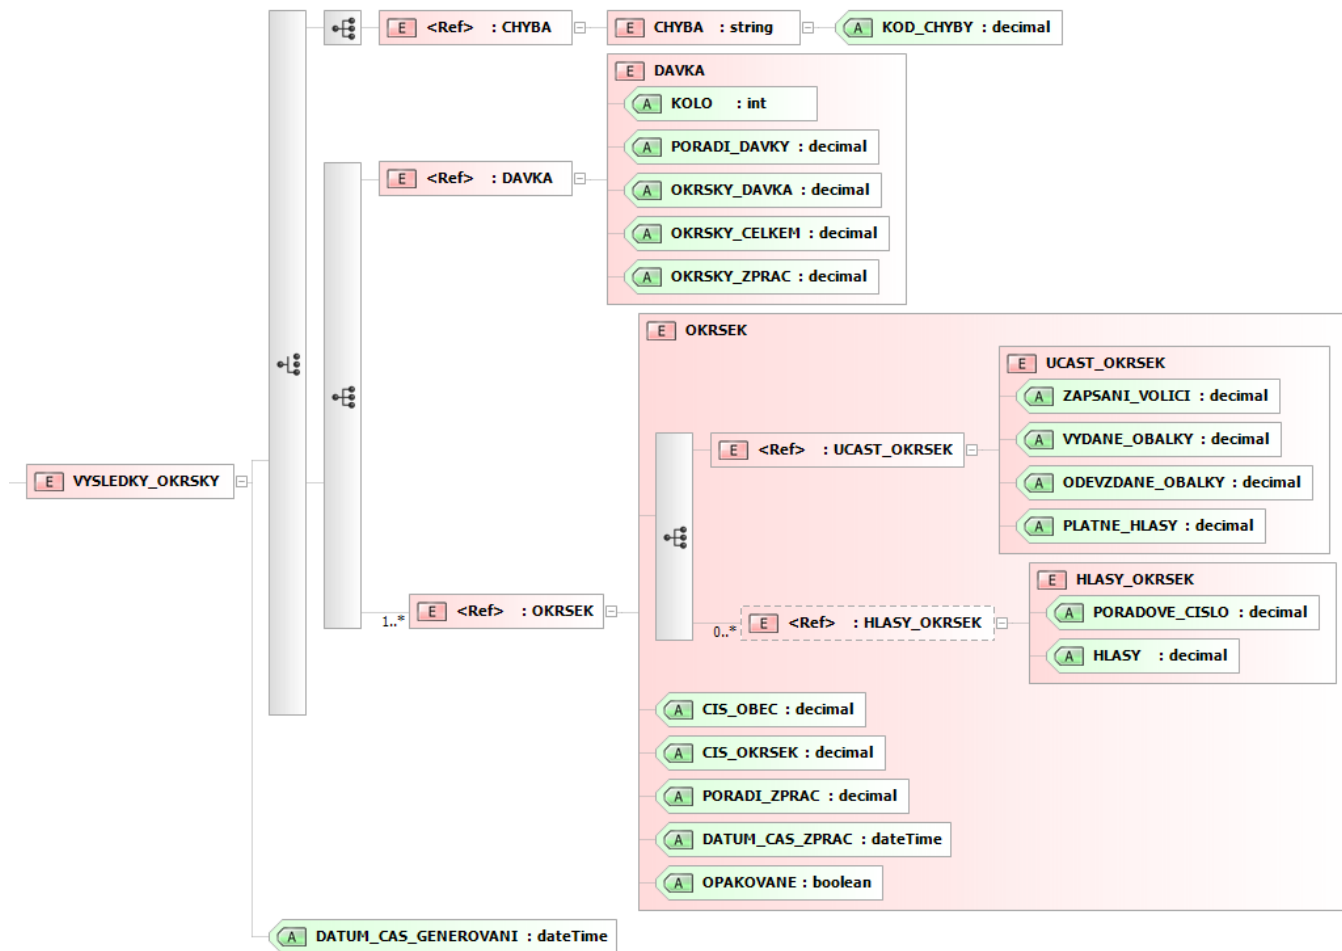 E <Ref> : CHYBA
E CHYBA : string
A KOD_CHYBY : decimal
E DAVKA
A KOLO : int
A PORADI_DAVKY : decimal
E <Ref> : DAVKA
A OKRSKY_DAVKA : decimal
A OKRSKY_CELKEM : decimal
A OKRSKY_ZPRAC : decimal
E OKRSEK
E UCAST_OKRSEK
A ZAPSANI_VOLICI : decimal
A VYDANE_OBALKY : decimal
E <Ref> : UCAST_OKRSEK
E VYSLEDKY_OKRSKY
A ODEVZDANE_OBALKY : decimal
A PLATNE_HLASY : decimal
E HLASY_OKRSEK
1..* E <Ref> : OKRSEK
A PORADOVE_CISLO : decimal
0..* E <Ref> : HLASY_OKRSEK
A HLASY : decimal
A CIS_OBEC : decimal
A CIS_OKRSEK : decimal
A PORADI_ZPRAC : decimal
A DATUM_CAS_ZPRAC : dateTime
A OPAKOVANE : boolean
A DATUM_CAS_GENEROVANI : dateTime